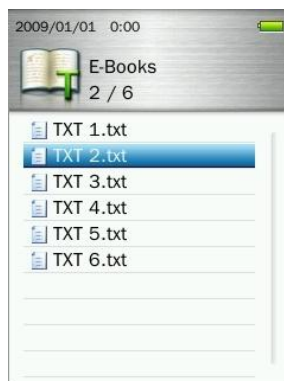 2009/01/01 0:00
E-Books
T
2 / 6
TXT 1.txt
TXT 2.txt
TXT 3.txt
TXT 4.txt
TXT 5.txt
TXT 6.txt